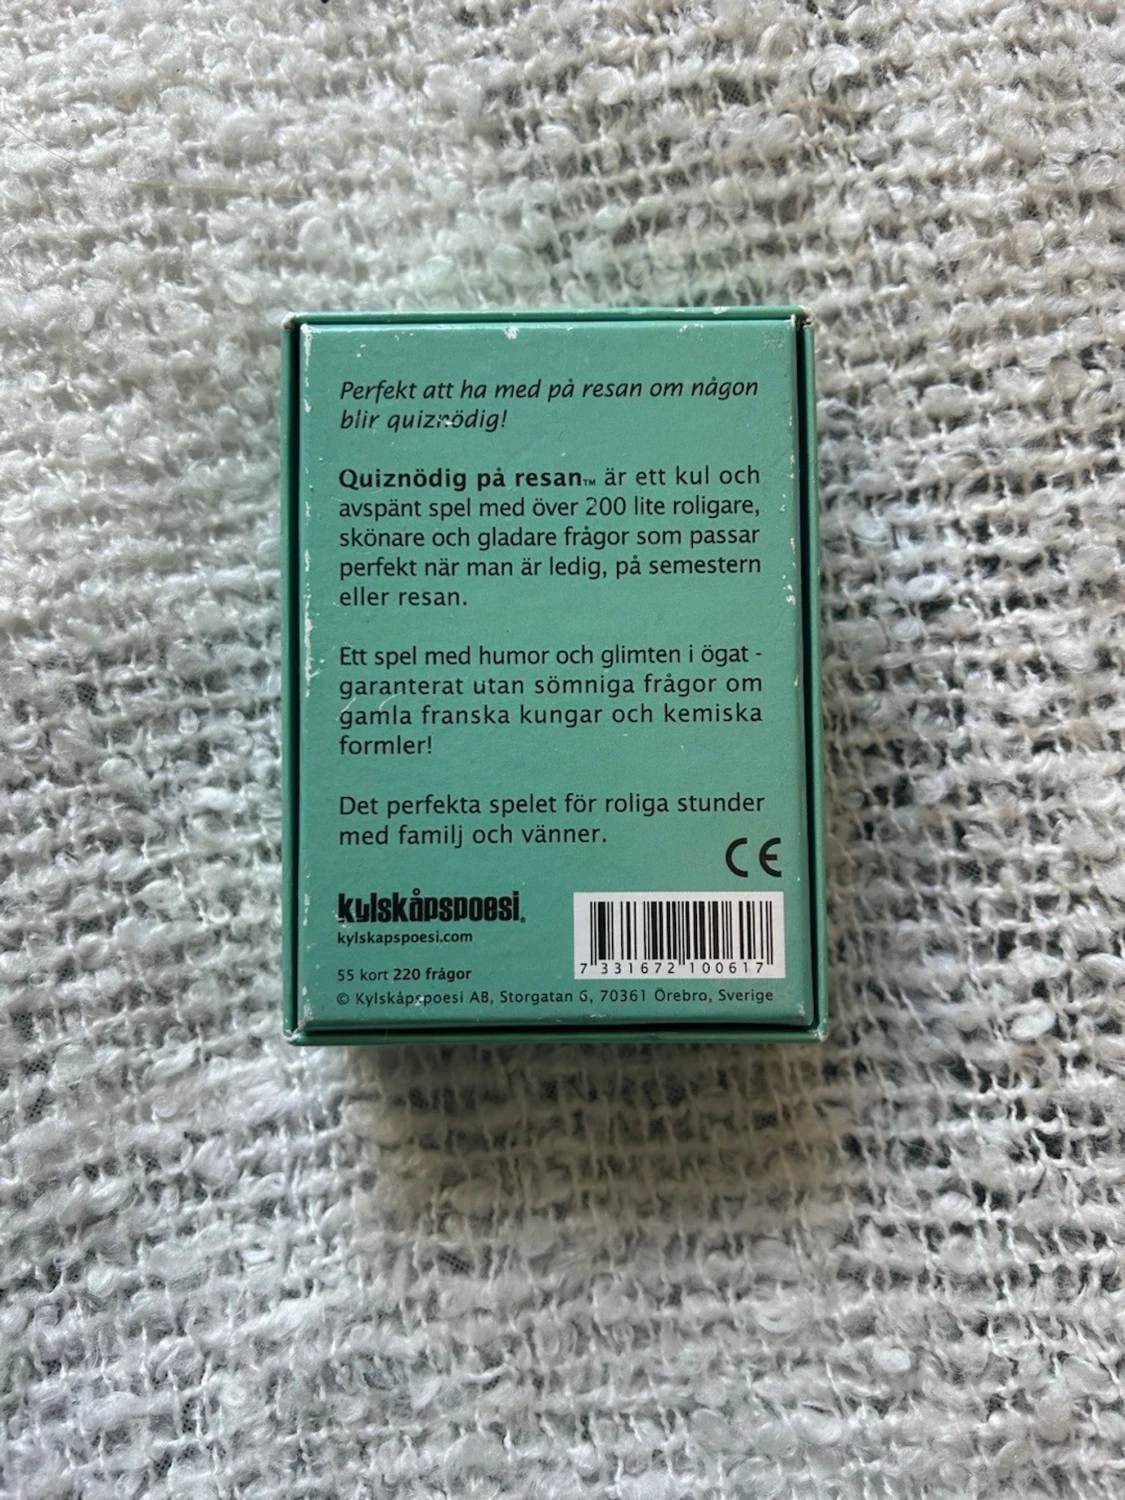 Perfekt att ha med på resan om någon
blir quiznödig!
Quiznödig på resan™ är ett kul och
avspänt spel med över 200 lite roligare,
skönare och gladare frågor som passar
perfekt när man är ledig, på semestern
eller resan.
Ett spel med humor och glimten i ögat -
garanterat utan sömniga frågor om
gamla franska kungar och kemiska
formler!
Det perfekta spelet för roliga stunder
med familj och vänner.
CE
kylskåpspoesi®
kylskapspoesi.com
7 331672 100617
55 kort 220 frågor
© Kylskåpspoesi AB, Storgatan 6, 70361 Örebro, Sverige